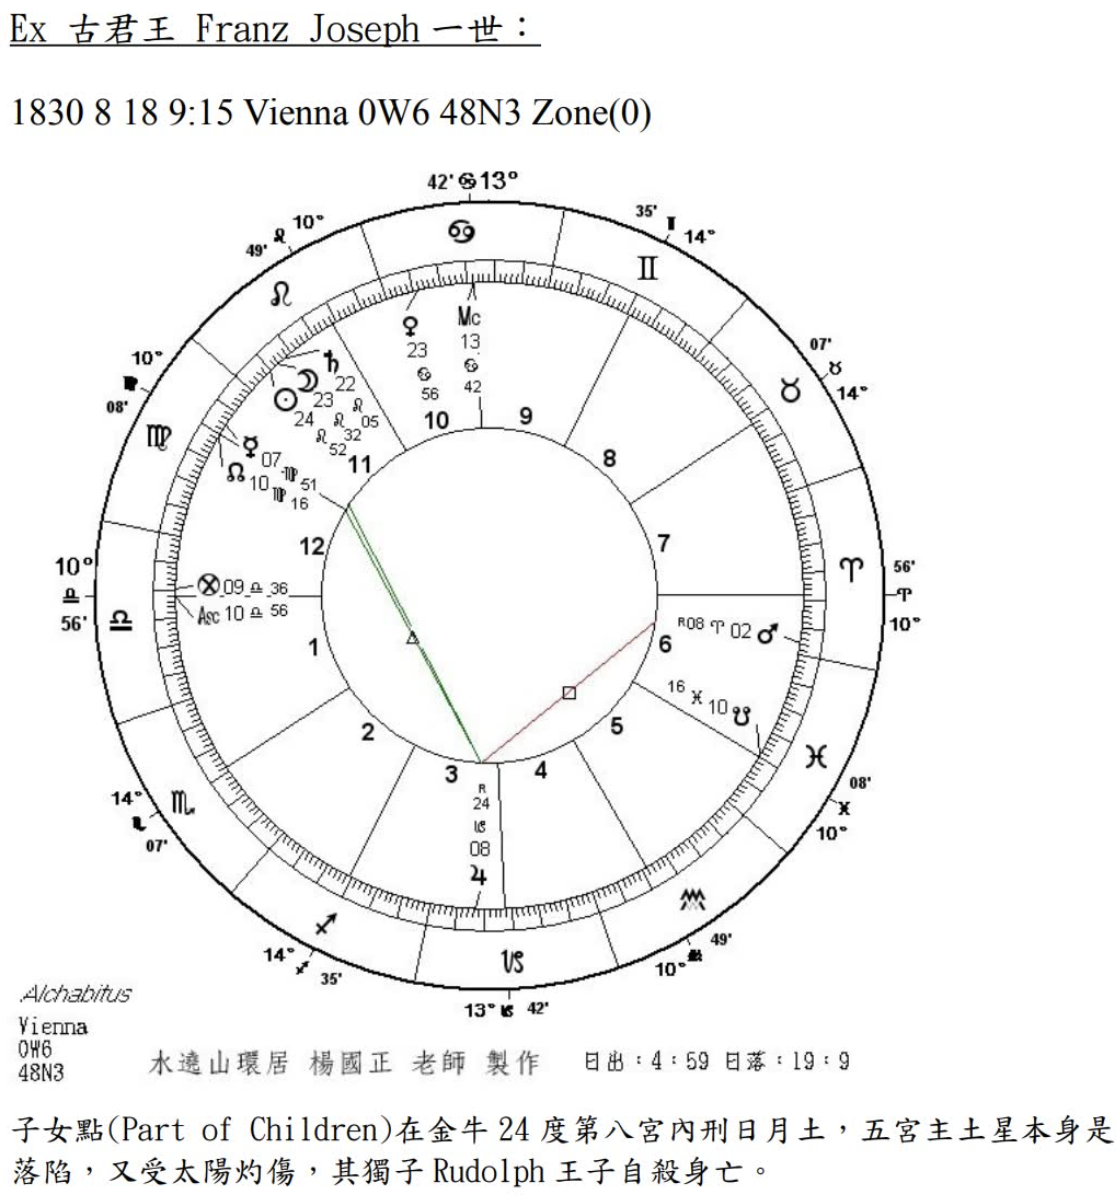 Ex 古君王 Franz Joseph 一世：
1830 8 18 9:15 Vienna 0W6 48N3 Zone(0)
42' ♋ 13°
35' ♊ 14°
49' ♌ 10°
10° ♍ 08'
07' ♉ 14°
10° ♎ 56'
56' ♈ 10°
14° ♏ 07'
08' ♓ 10°
14° ♐ 35'
49' ♒ 10°
13° ♑ 42'
♋
♊
♌
♉
♍
♈
♎
♓
♏
♒
♐
♑
♀ 23 ♋ 56
Mc 13 ♋ 42
♄ 22 ♌ 05
☽ 23 ♌ 32
☉ 24 ♌ 52
☿ 07 ♍ 51
☊ 10 ♍ 16
⊗ 09 ♎ 36
Asc 10 ♎ 56
R08 ♈ 02 ♂
16 ♓ 10 ☋
R 24 ♑ 08 ♃
10
9
8
11
7
12
6
1
5
2
4
3
Alchabitus
Vienna
0W6
48N3
水遶山環居 楊國正 老師 製作 日出：4：59 日落：19：9
子女點(Part of Children)在金牛 24 度第八宮內刑日月土，五宮主土星本身是
落陷，又受太陽灼傷，其獨子 Rudolph 王子自殺身亡。